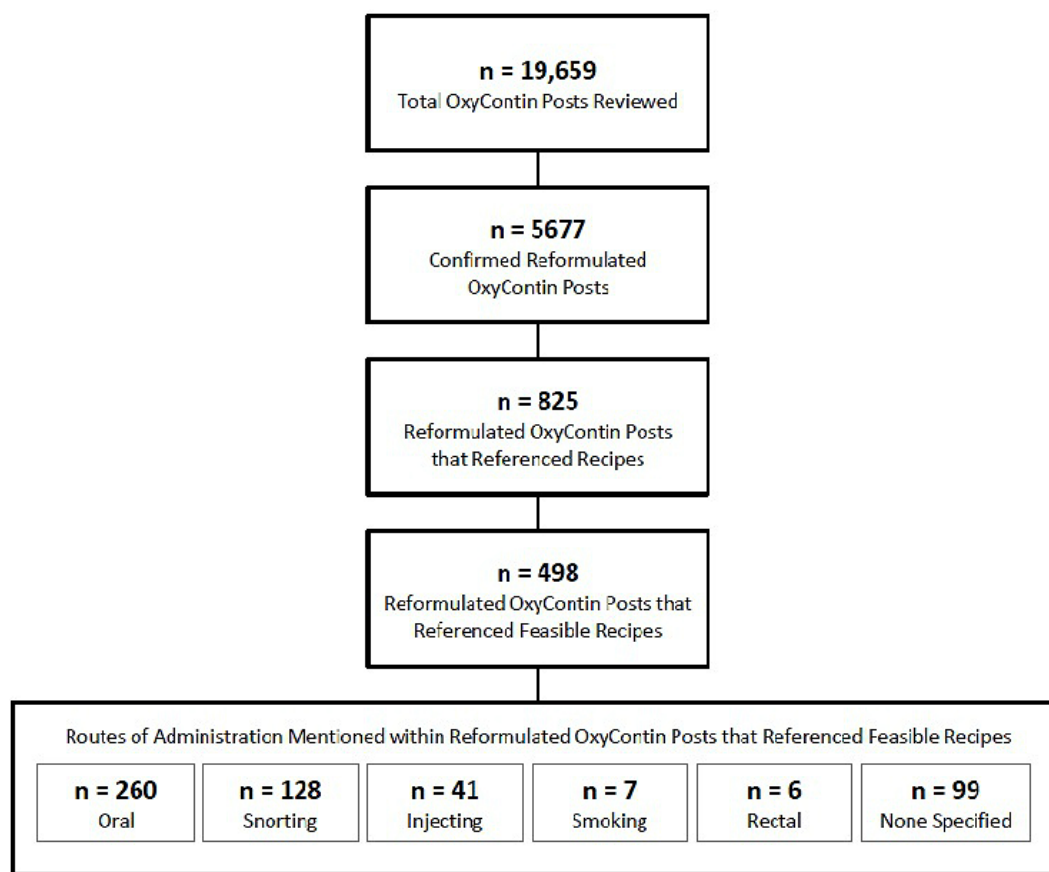 n = 19,659
Total OxyContin Posts Reviewed
n = 5677
Confirmed Reformulated
OxyContin Posts
n = 825
Reformulated OxyContin Posts
that Referenced Recipes
n = 498
Reformulated OxyContin Posts that
Referenced Feasible Recipes
Routes of Administration Mentioned within Reformulated OxyContin Posts that Referenced Feasible Recipes
n = 260
Oral
n = 128
Snorting
n = 41
Injecting
n = 7
Smoking
n = 6
Rectal
n = 99
None Specified